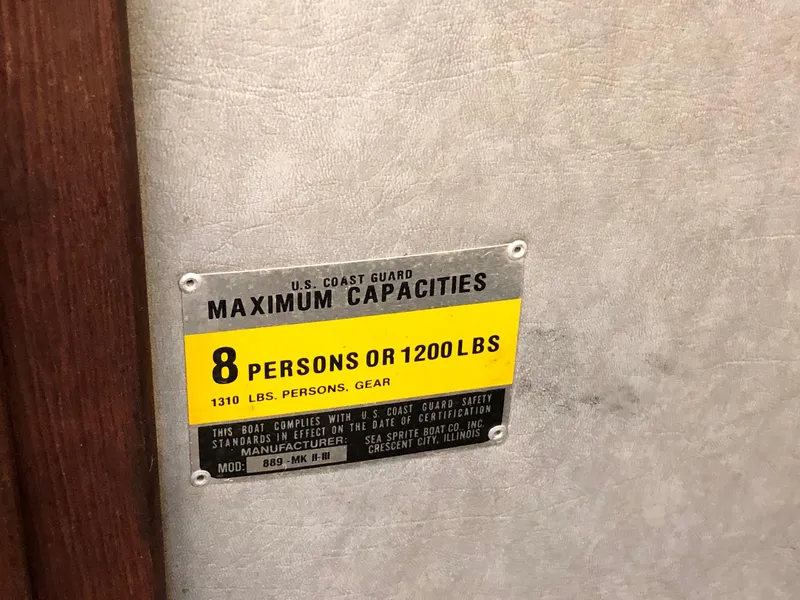 U.S. COAST GUARD
MAXIMUM CAPACITIES
8 PERSONS OR 1200 LBS
1310 LBS. PERSONS, GEAR
THIS BOAT COMPLIES WITH U.S. COAST GUARD SAFETY
STANDARDS IN EFFECT ON THE DATE OF CERTIFICATION
MANUFACTURER: SEA SPRITE BOAT CO. INC.
CRESCENT CITY, ILLINOIS
MOD: 889-MK II-III